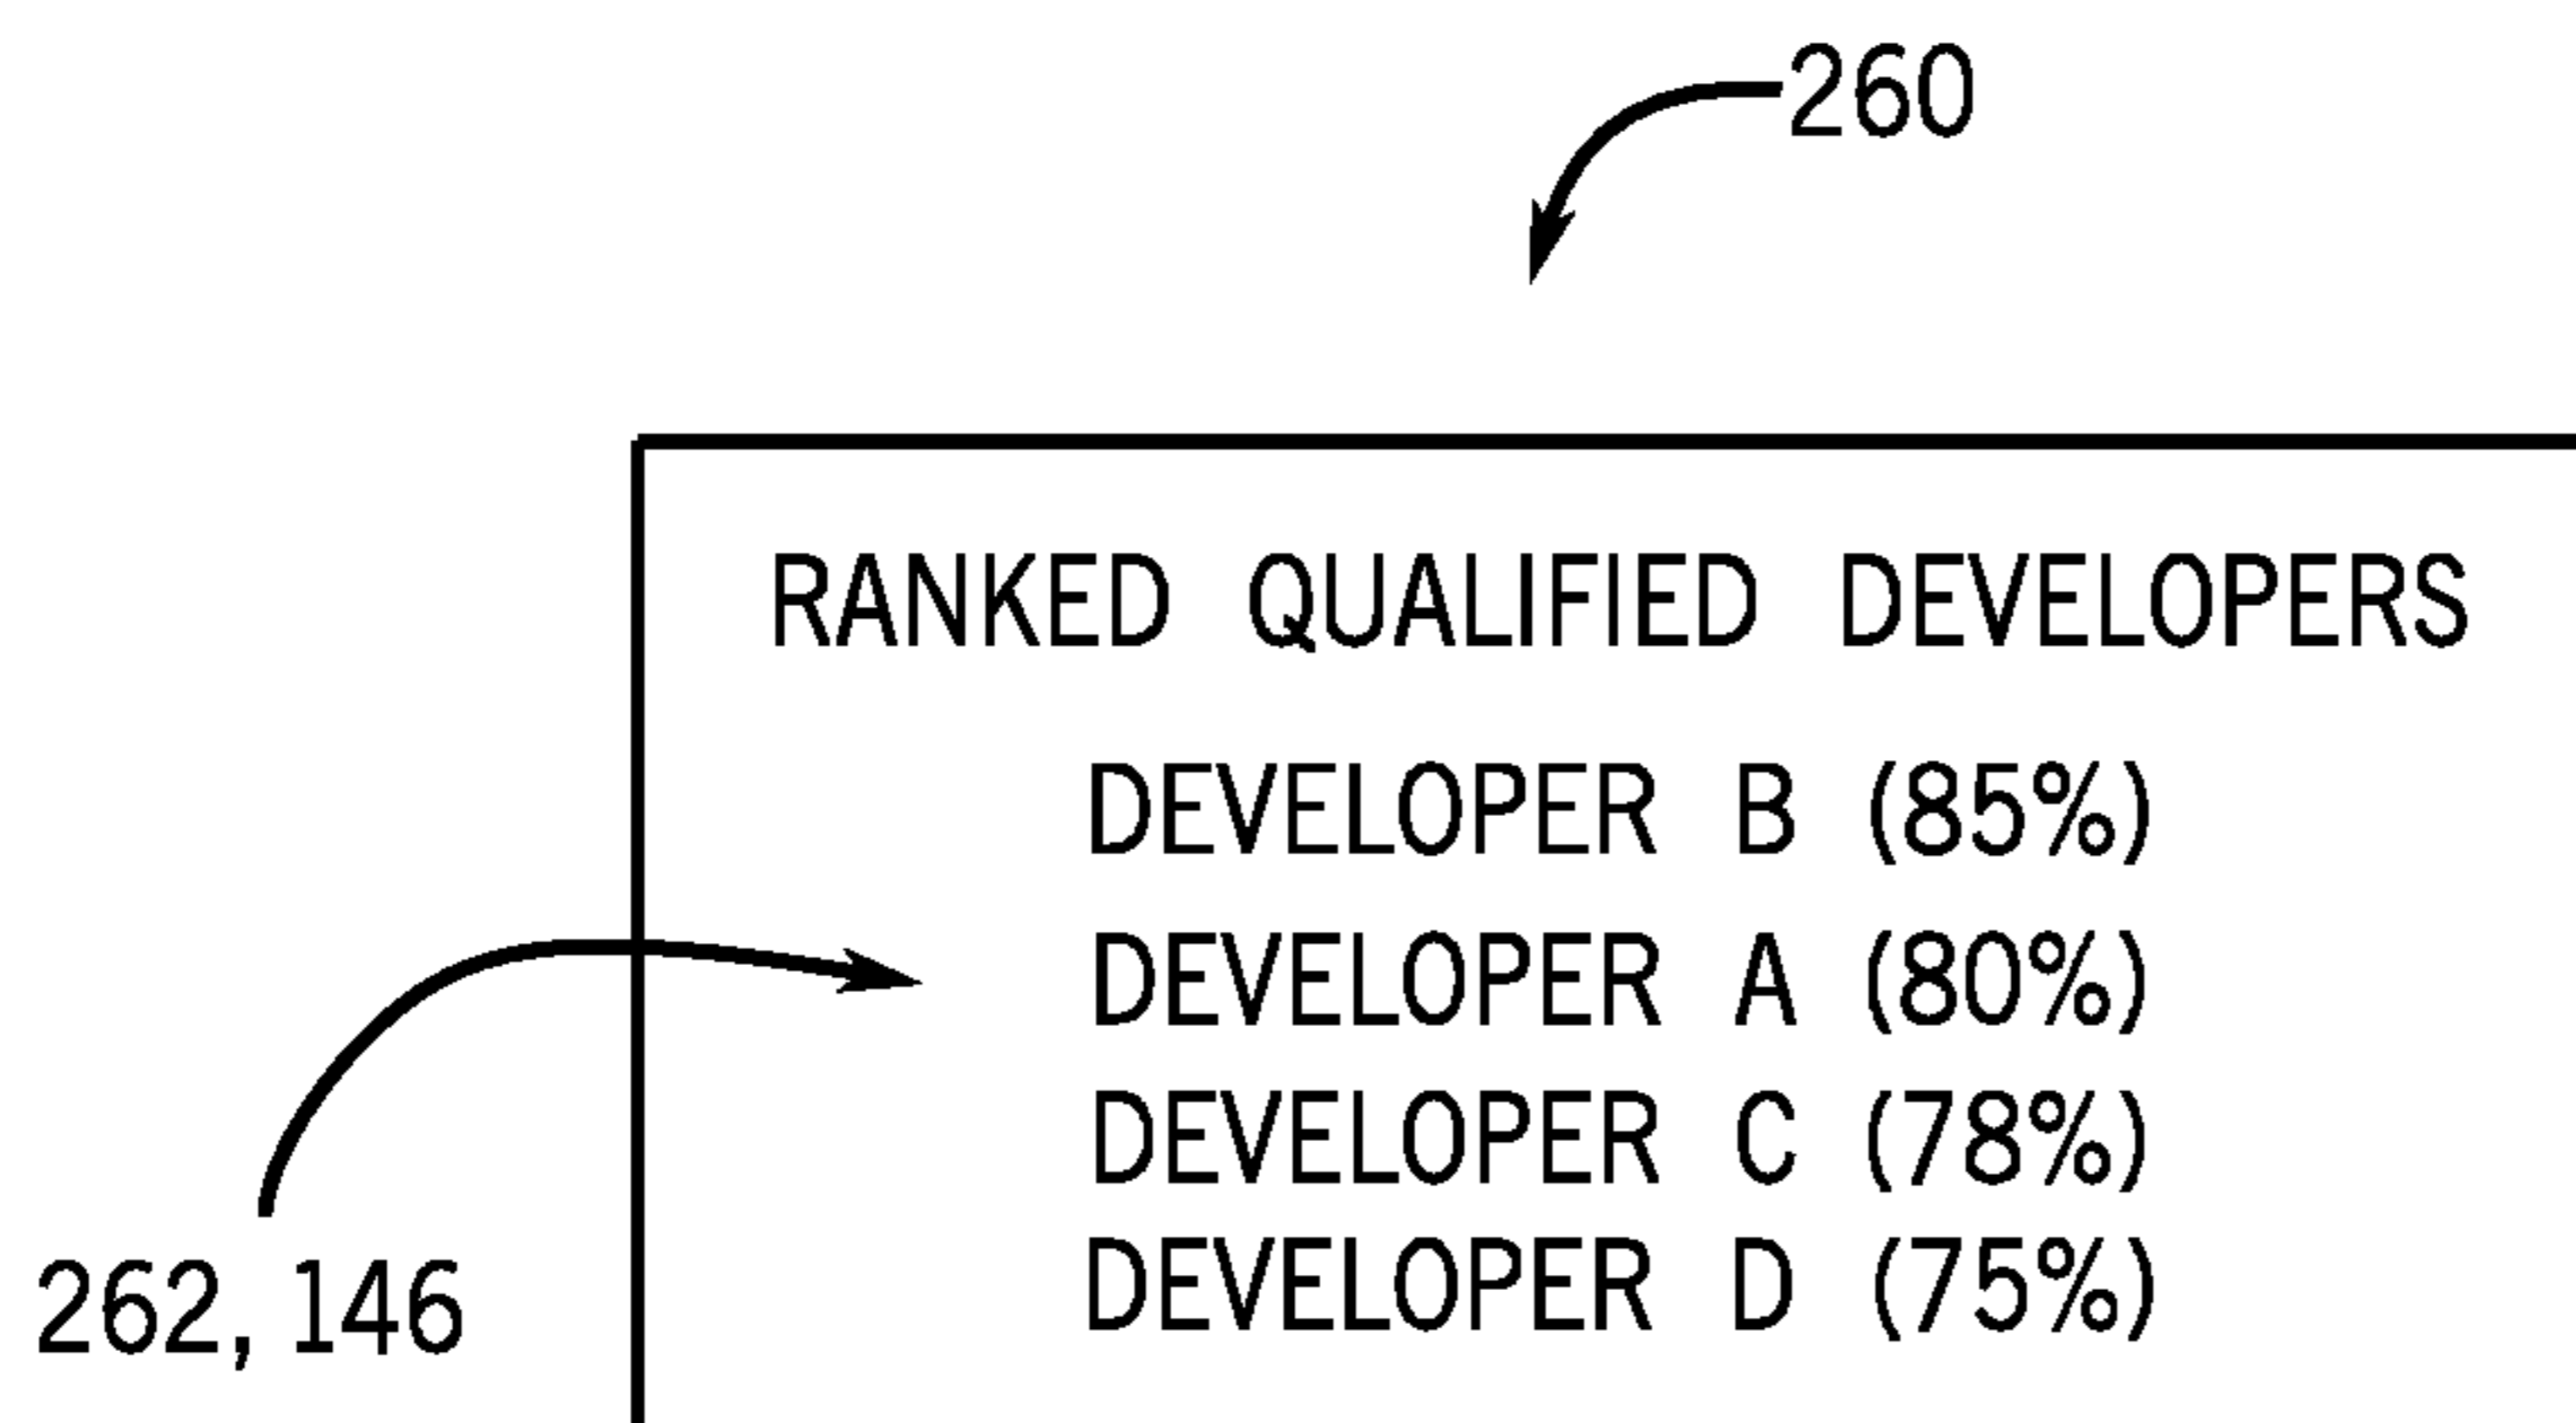 260
RANKED QUALIFIED DEVELOPERS
DEVELOPER B (85%)
DEVELOPER A (80%)
DEVELOPER C (78%)
DEVELOPER D (75%)
262, 146